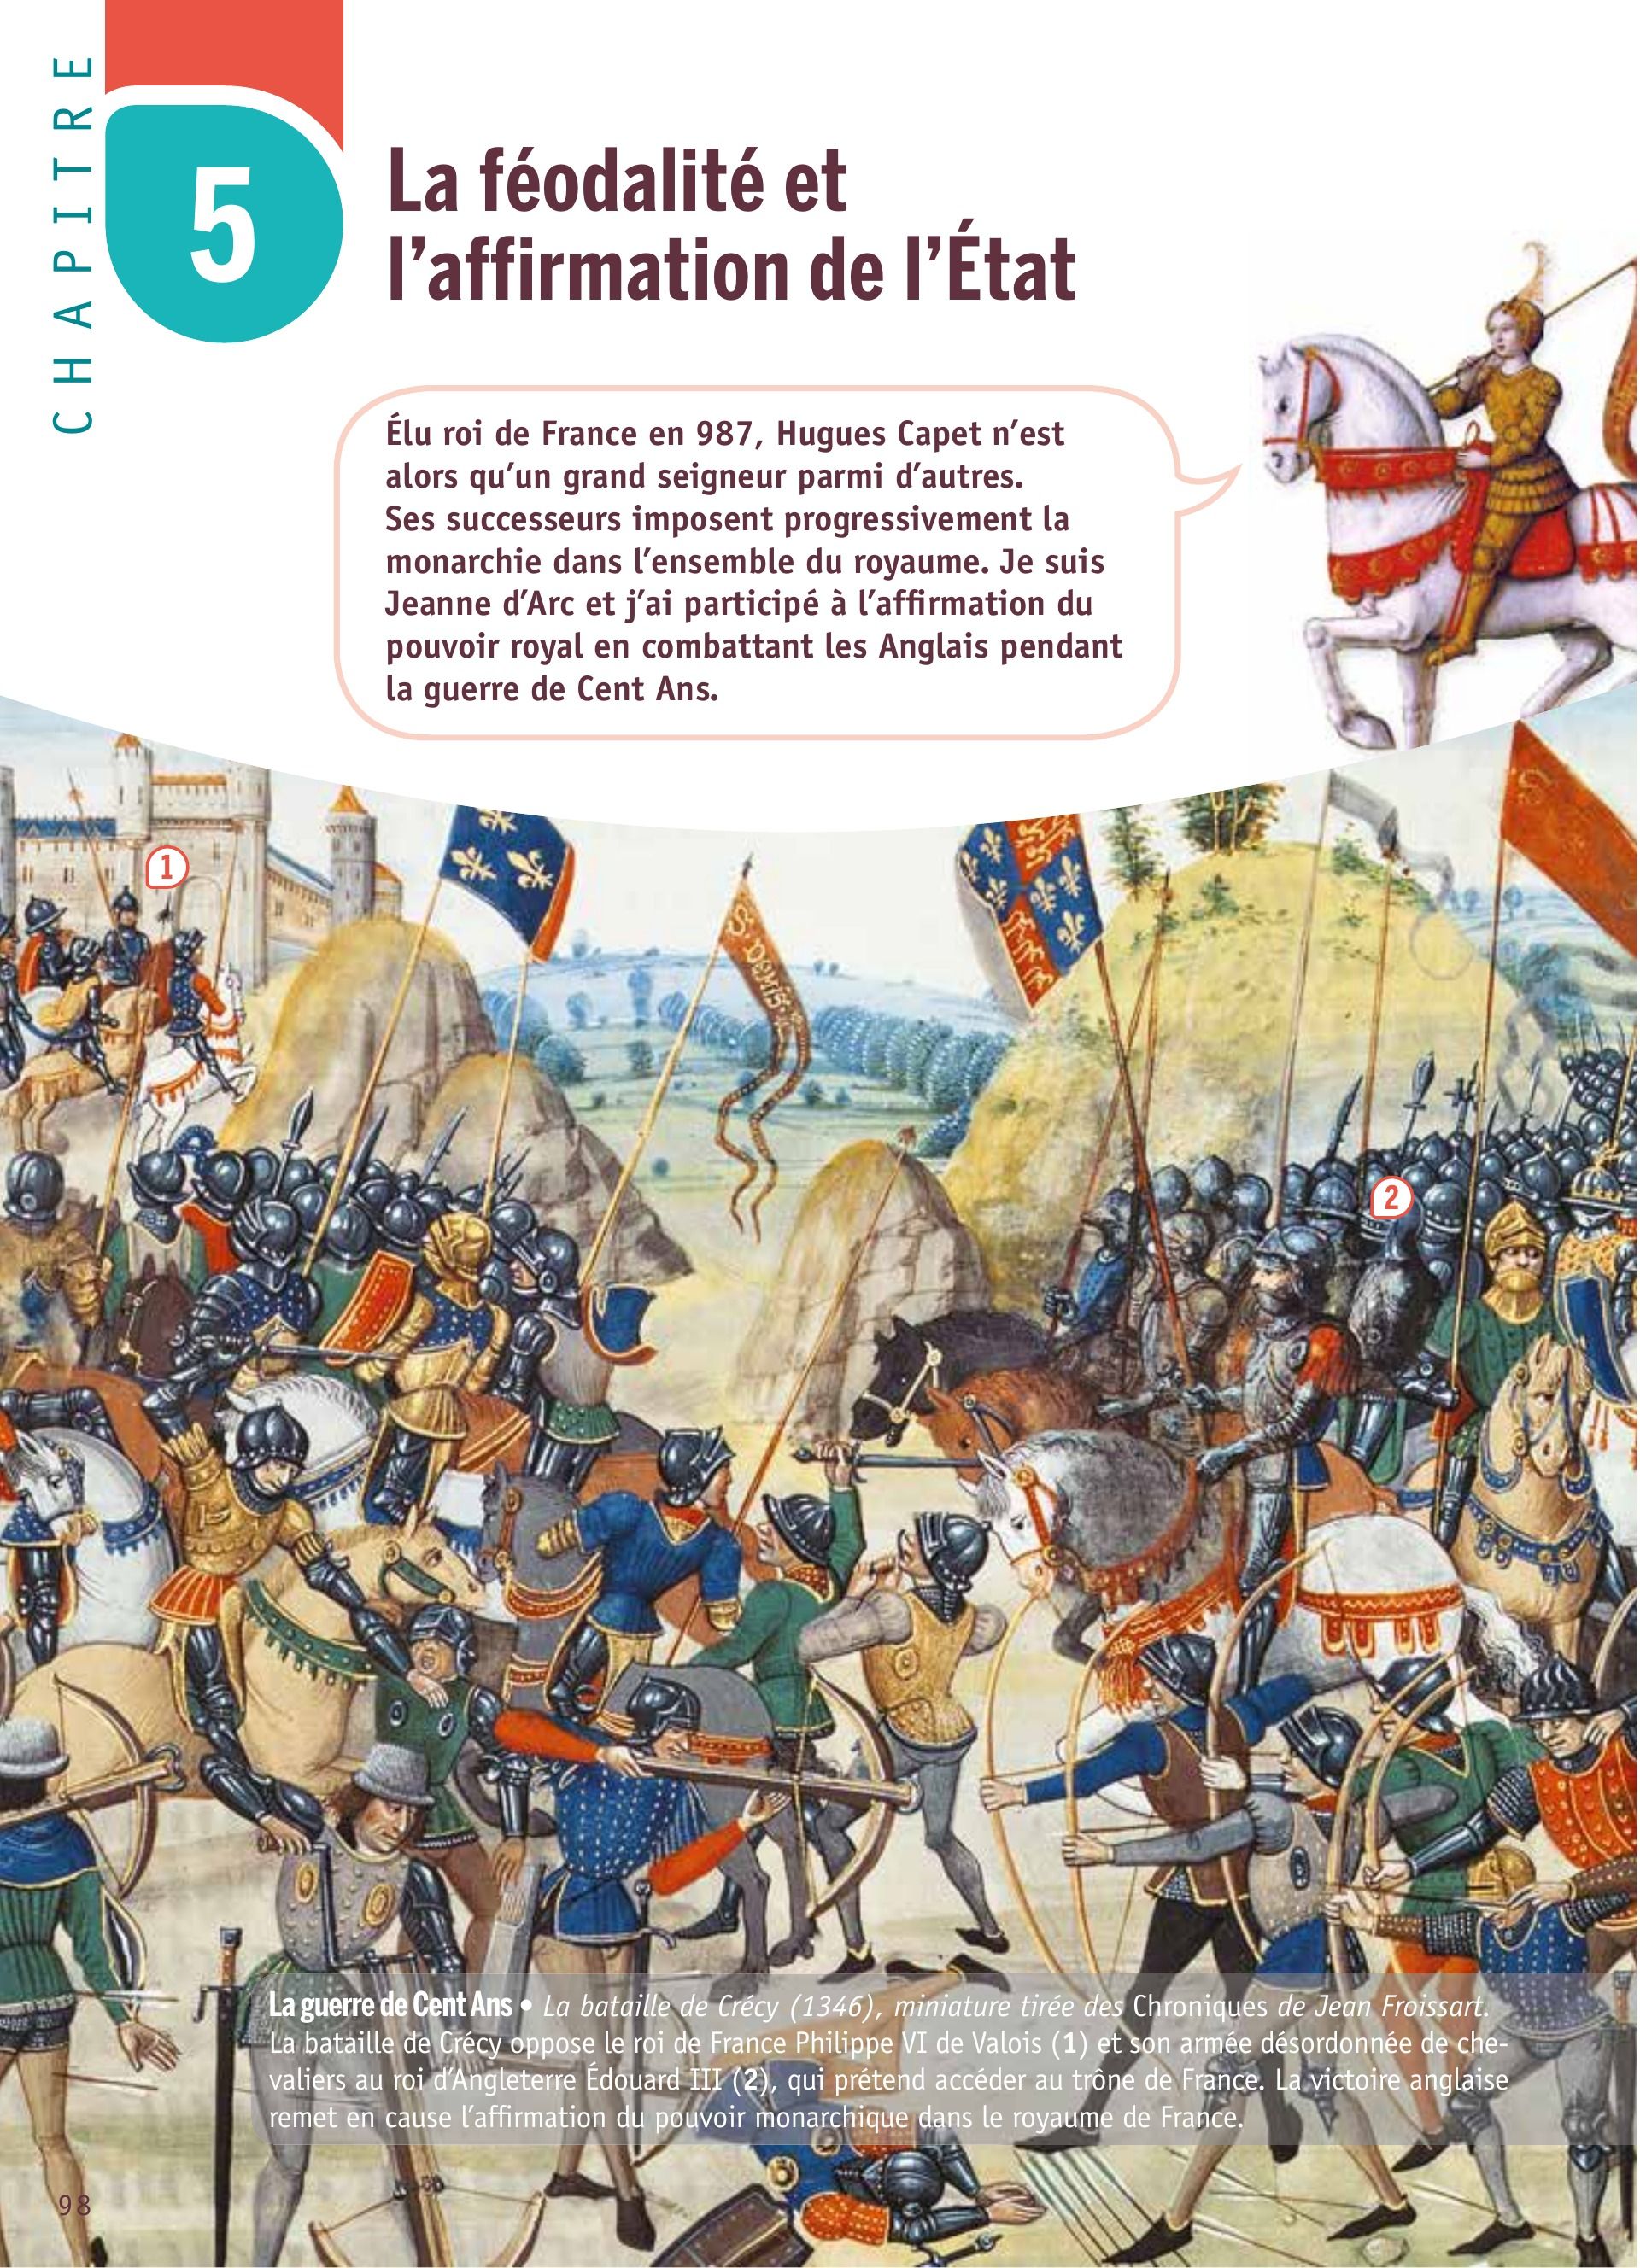 CHAPITRE
5
La féodalité et
l'affirmation de l'État
Élu roi de France en 987, Hugues Capet n'est
alors qu'un grand seigneur parmi d'autres.
Ses successeurs imposent progressivement la
monarchie dans l'ensemble du royaume. Je suis
Jeanne d'Arc et j'ai participé à l'affirmation du
pouvoir royal en combattant les Anglais pendant
la guerre de Cent Ans.
1
S. DENIS
2
La guerre de Cent Ans • La bataille de Crécy (1346), miniature tirée des Chroniques de Jean Froissart.
La bataille de Crécy oppose le roi de France Philippe VI de Valois (1) et son armée désordonnée de che-
valiers au roi d'Angleterre Édouard III (2), qui prétend accéder au trône de France. La victoire anglaise
remet en cause l'affirmation du pouvoir monarchique dans le royaume de France.
98